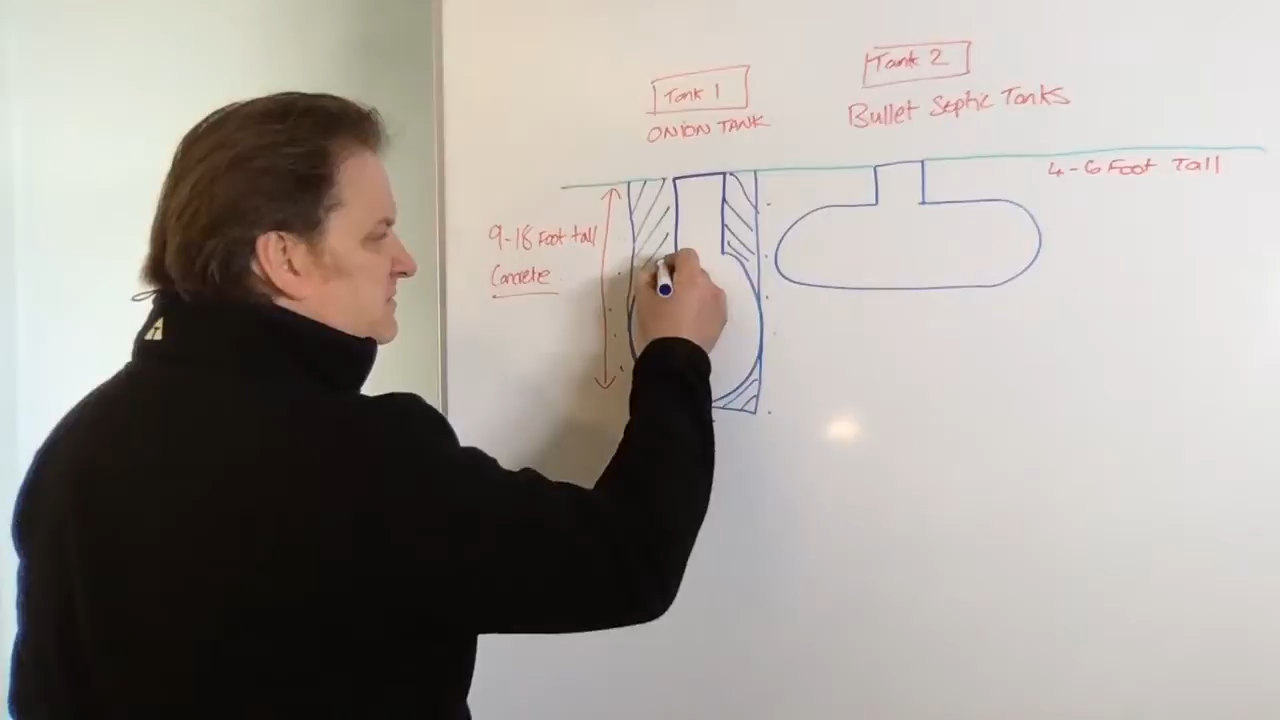 Tank 1
ONION TANK
Tank 2
Bullet Septic Tanks
4-6 Foot Tall
9-18 Foot tall
Concrete